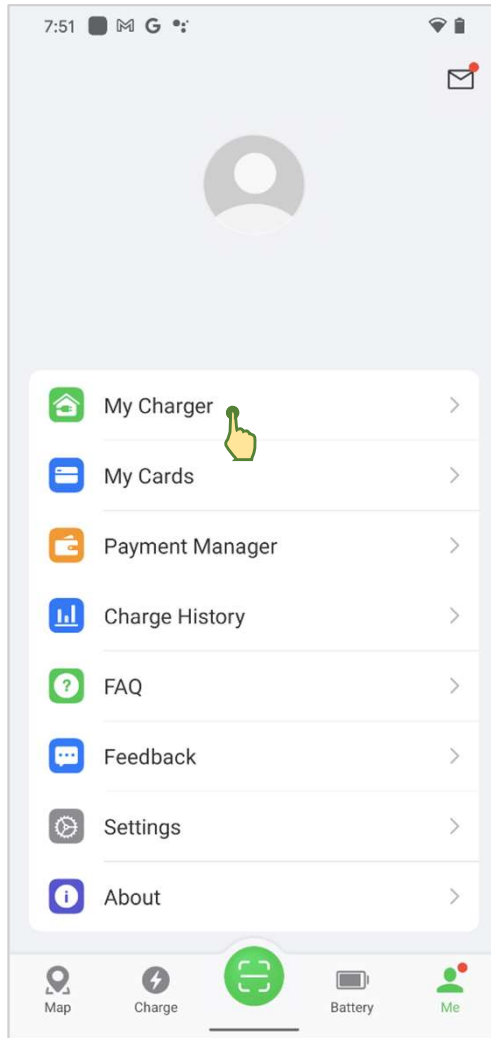 7:51
My Charger
My Cards
Payment Manager
Charge History
FAQ
Feedback
Settings
About
Map
Charge
Battery
Me